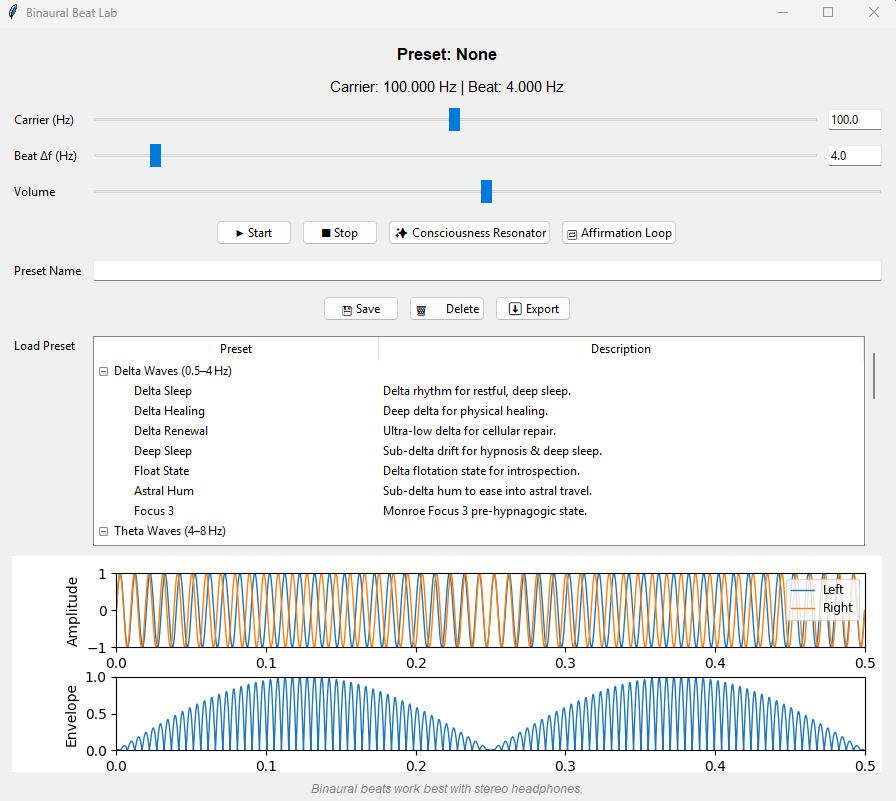 Binaural Beat Lab
Preset: None
Carrier: 100.000 Hz | Beat: 4.000 Hz
Carrier (Hz) 100.0
Beat Δf (Hz) 4.0
Volume
▶ Start ■ Stop ✨ Consciousness Resonator Affirmation Loop
Preset Name
Save Delete Export
Load Preset Preset Description
Delta Waves (0.5–4 Hz)
Delta Sleep Delta rhythm for restful, deep sleep.
Delta Healing Deep delta for physical healing.
Delta Renewal Ultra-low delta for cellular repair.
Deep Sleep Sub-delta drift for hypnosis & deep sleep.
Float State Delta flotation state for introspection.
Astral Hum Sub-delta hum to ease into astral travel.
Focus 3 Monroe Focus 3 pre-hypnagogic state.
Theta Waves (4–8 Hz)
Amplitude
1
0
−1
Left
Right
0.0 0.1 0.2 0.3 0.4 0.5
Envelope
1.0
0.5
0.0
0.0 0.1 0.2 0.3 0.4 0.5
Binaural beats work best with stereo headphones.